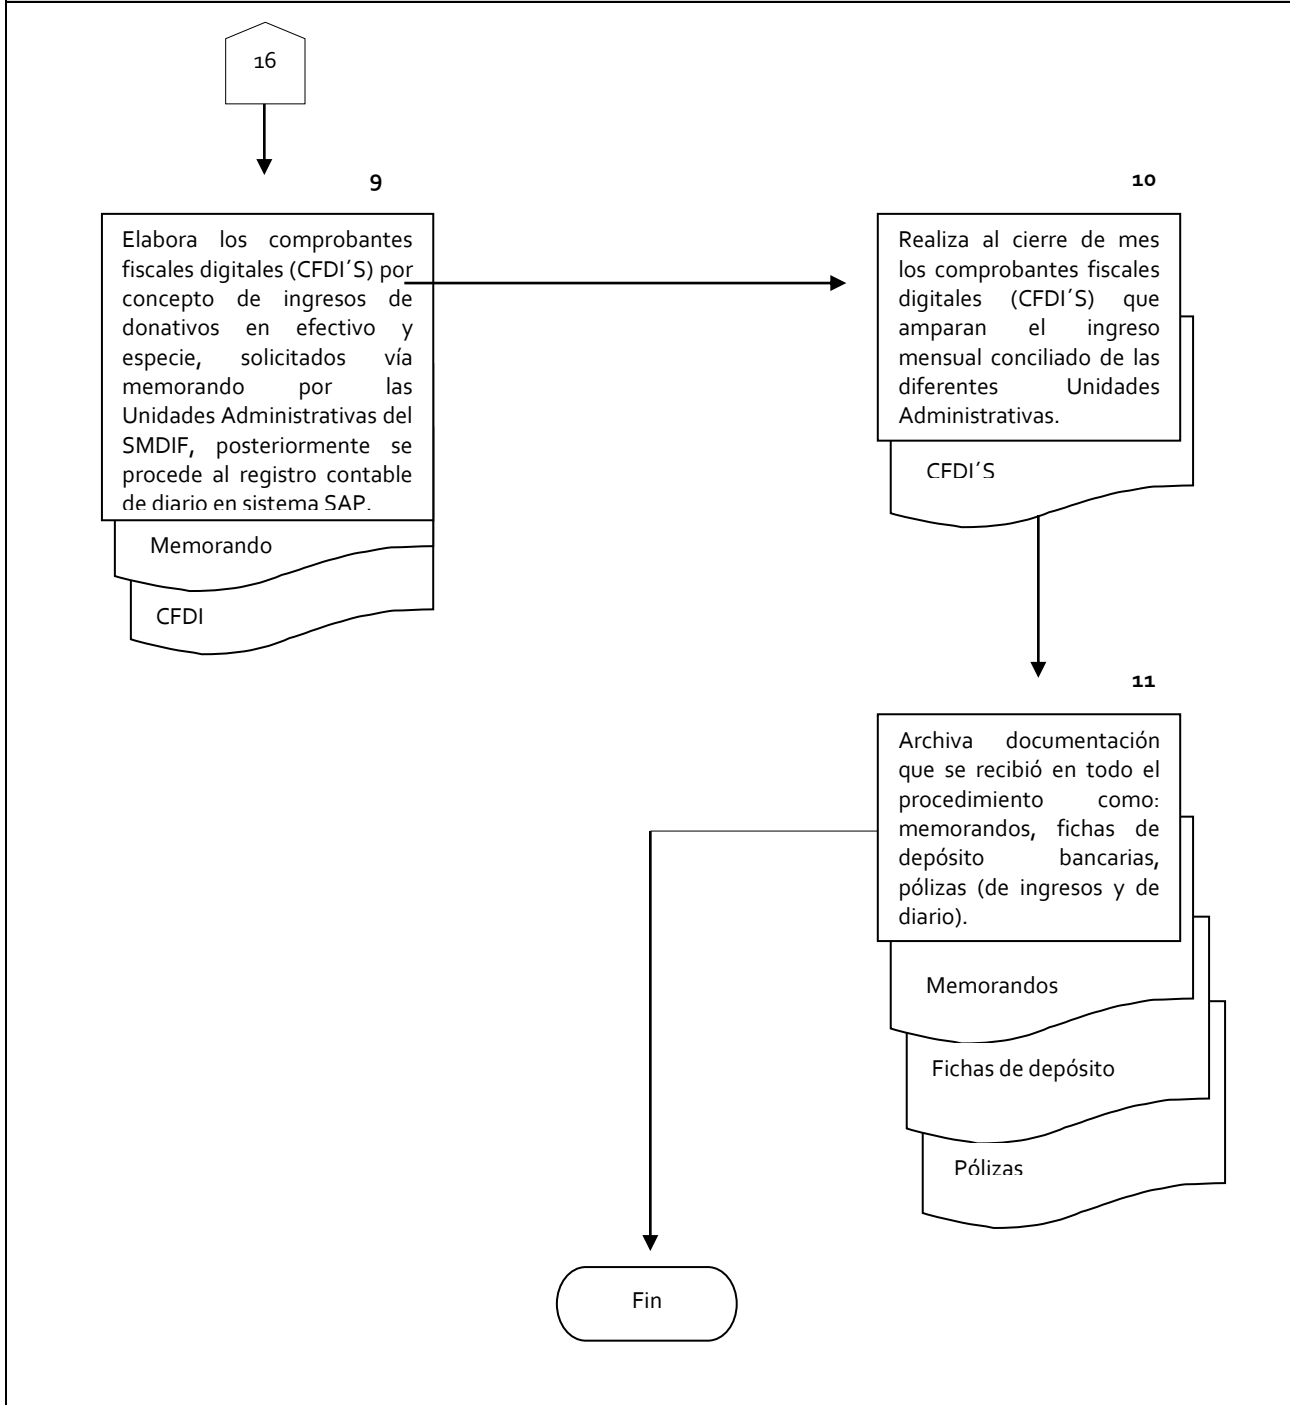 16
9
Elabora los comprobantes
fiscales digitales (CFDI´S) por
concepto de ingresos de
donativos en efectivo y
especie, solicitados vía
memorando por las
Unidades Administrativas del
SMDIF, posteriormente se
procede al registro contable
de diario en sistema SAP.
Memorando
CFDI
10
Realiza al cierre de mes
los comprobantes fiscales
digitales (CFDI´S) que
amparan el ingreso
mensual conciliado de las
diferentes Unidades
Administrativas.
CFDI´S
11
Archiva documentación
que se recibió en todo el
procedimiento como:
memorandos, fichas de
depósito bancarias,
pólizas (de ingresos y de
diario).
Memorandos
Fichas de depósito
Pólizas
Fin